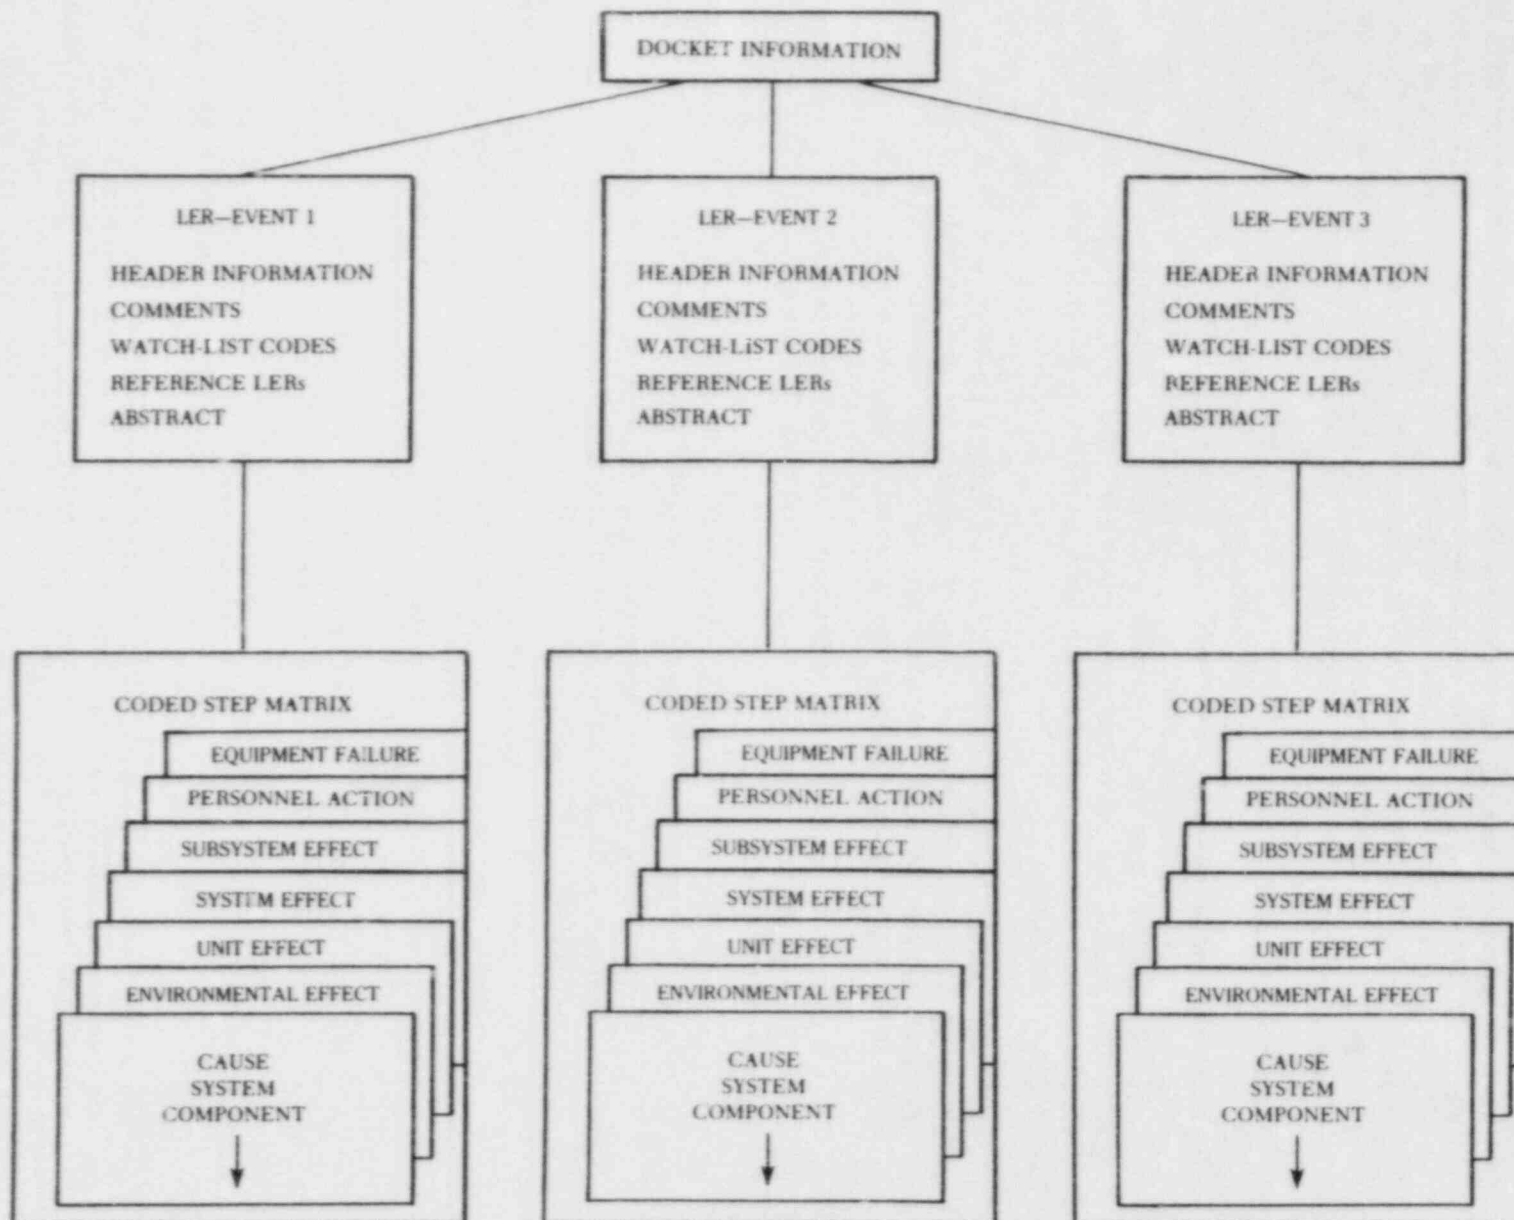 DOCKET INFORMATION
LER—EVENT 1
HEADER INFORMATION
COMMENTS
WATCH-LIST CODES
REFERENCE LERs
ABSTRACT
LER—EVENT 2
HEADER INFORMATION
COMMENTS
WATCH-LIST CODES
REFERENCE LERs
ABSTRACT
LER—EVENT 3
HEADER INFORMATION
COMMENTS
WATCH-LIST CODES
REFERENCE LERs
ABSTRACT
CODED STEP MATRIX
EQUIPMENT FAILURE
PERSONNEL ACTION
SUBSYSTEM EFFECT
SYSTEM EFFECT
UNIT EFFECT
ENVIRONMENTAL EFFECT
CAUSE
SYSTEM
COMPONENT
CODED STEP MATRIX
EQUIPMENT FAILURE
PERSONNEL ACTION
SUBSYSTEM EFFECT
SYSTEM EFFECT
UNIT EFFECT
ENVIRONMENTAL EFFECT
CAUSE
SYSTEM
COMPONENT
CODED STEP MATRIX
EQUIPMENT FAILURE
PERSONNEL ACTION
SUBSYSTEM EFFECT
SYSTEM EFFECT
UNIT EFFECT
ENVIRONMENTAL EFFECT
CAUSE
SYSTEM
COMPONENT